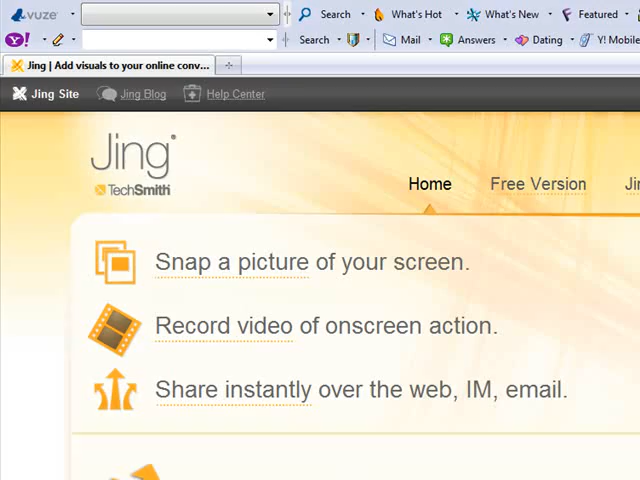 vuze Search What's Hot What's New Featured
Y! Search Mail Answers Dating Y! Mobile
Jing | Add visuals to your online conv...
Jing Site Jing Blog Help Center
Jing®
TechSmith
Home Free Version Ji
Snap a picture of your screen.
Record video of onscreen action.
Share instantly over the web, IM, email.